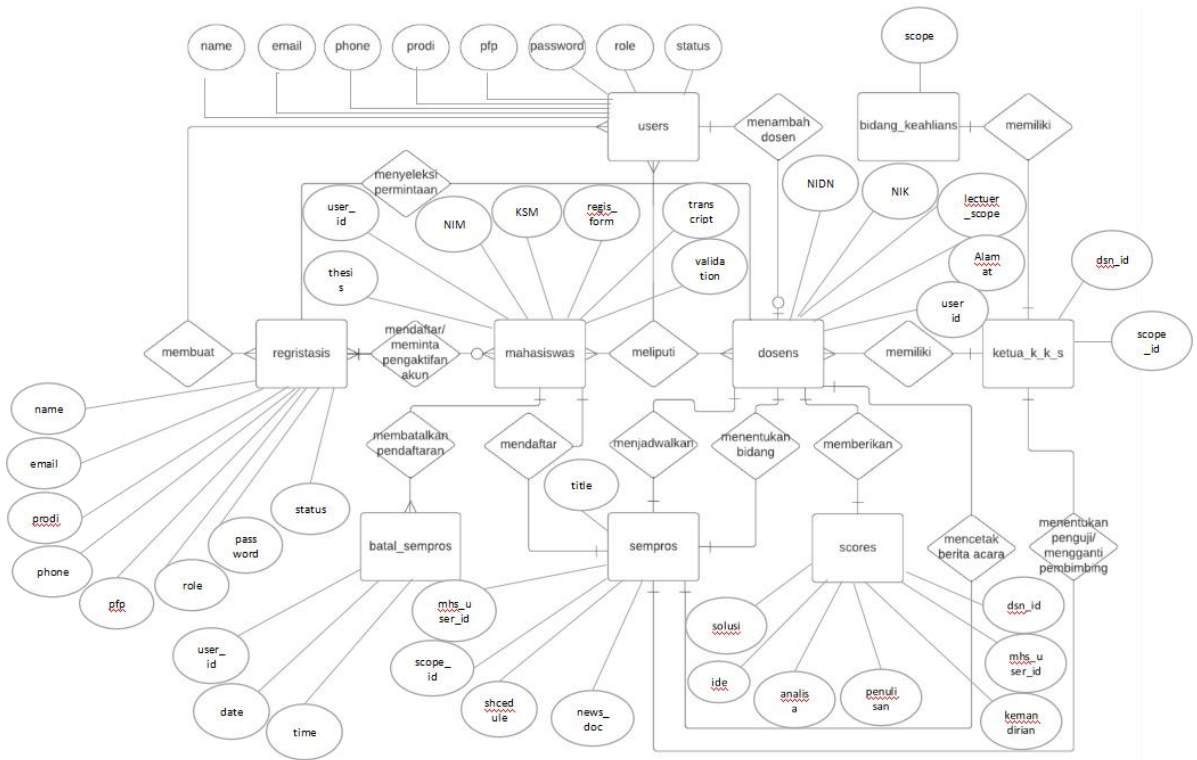 name
email
phone
prodi
pfp
password
role
status
scope
users
menambah
dosen
bidang_keahlians
memiliki
menyeleksi
permintaan
user_
id
NIM
KSM
regis_
form
trans
cript
NIDN
NIK
lectuer
_scope
thesi
s
valida
tion
Alam
at
dsn_id
user
id
membuat
regristasis
mendaftar/
meminta
pengaktifan
akun
mahasiswas
meliputi
dosens
memiliki
ketua_k_k_s
scope
_id
name
email
prodi
phone
pfp
role
pass
word
status
membatalkan
pendaftaran
mendaftar
menjadwalkan
menentukan
bidang
memberikan
title
batal_sempros
sempros
scores
mencetak
berita acara
menentukan
penguji/
mengganti
pembimbing
user_
id
date
time
mhs_u
ser_id
scope_
id
shced
ule
news_
doc
solusi
ide
analis
a
penuli
san
dsn_id
mhs_u
ser_id
keman
dirian